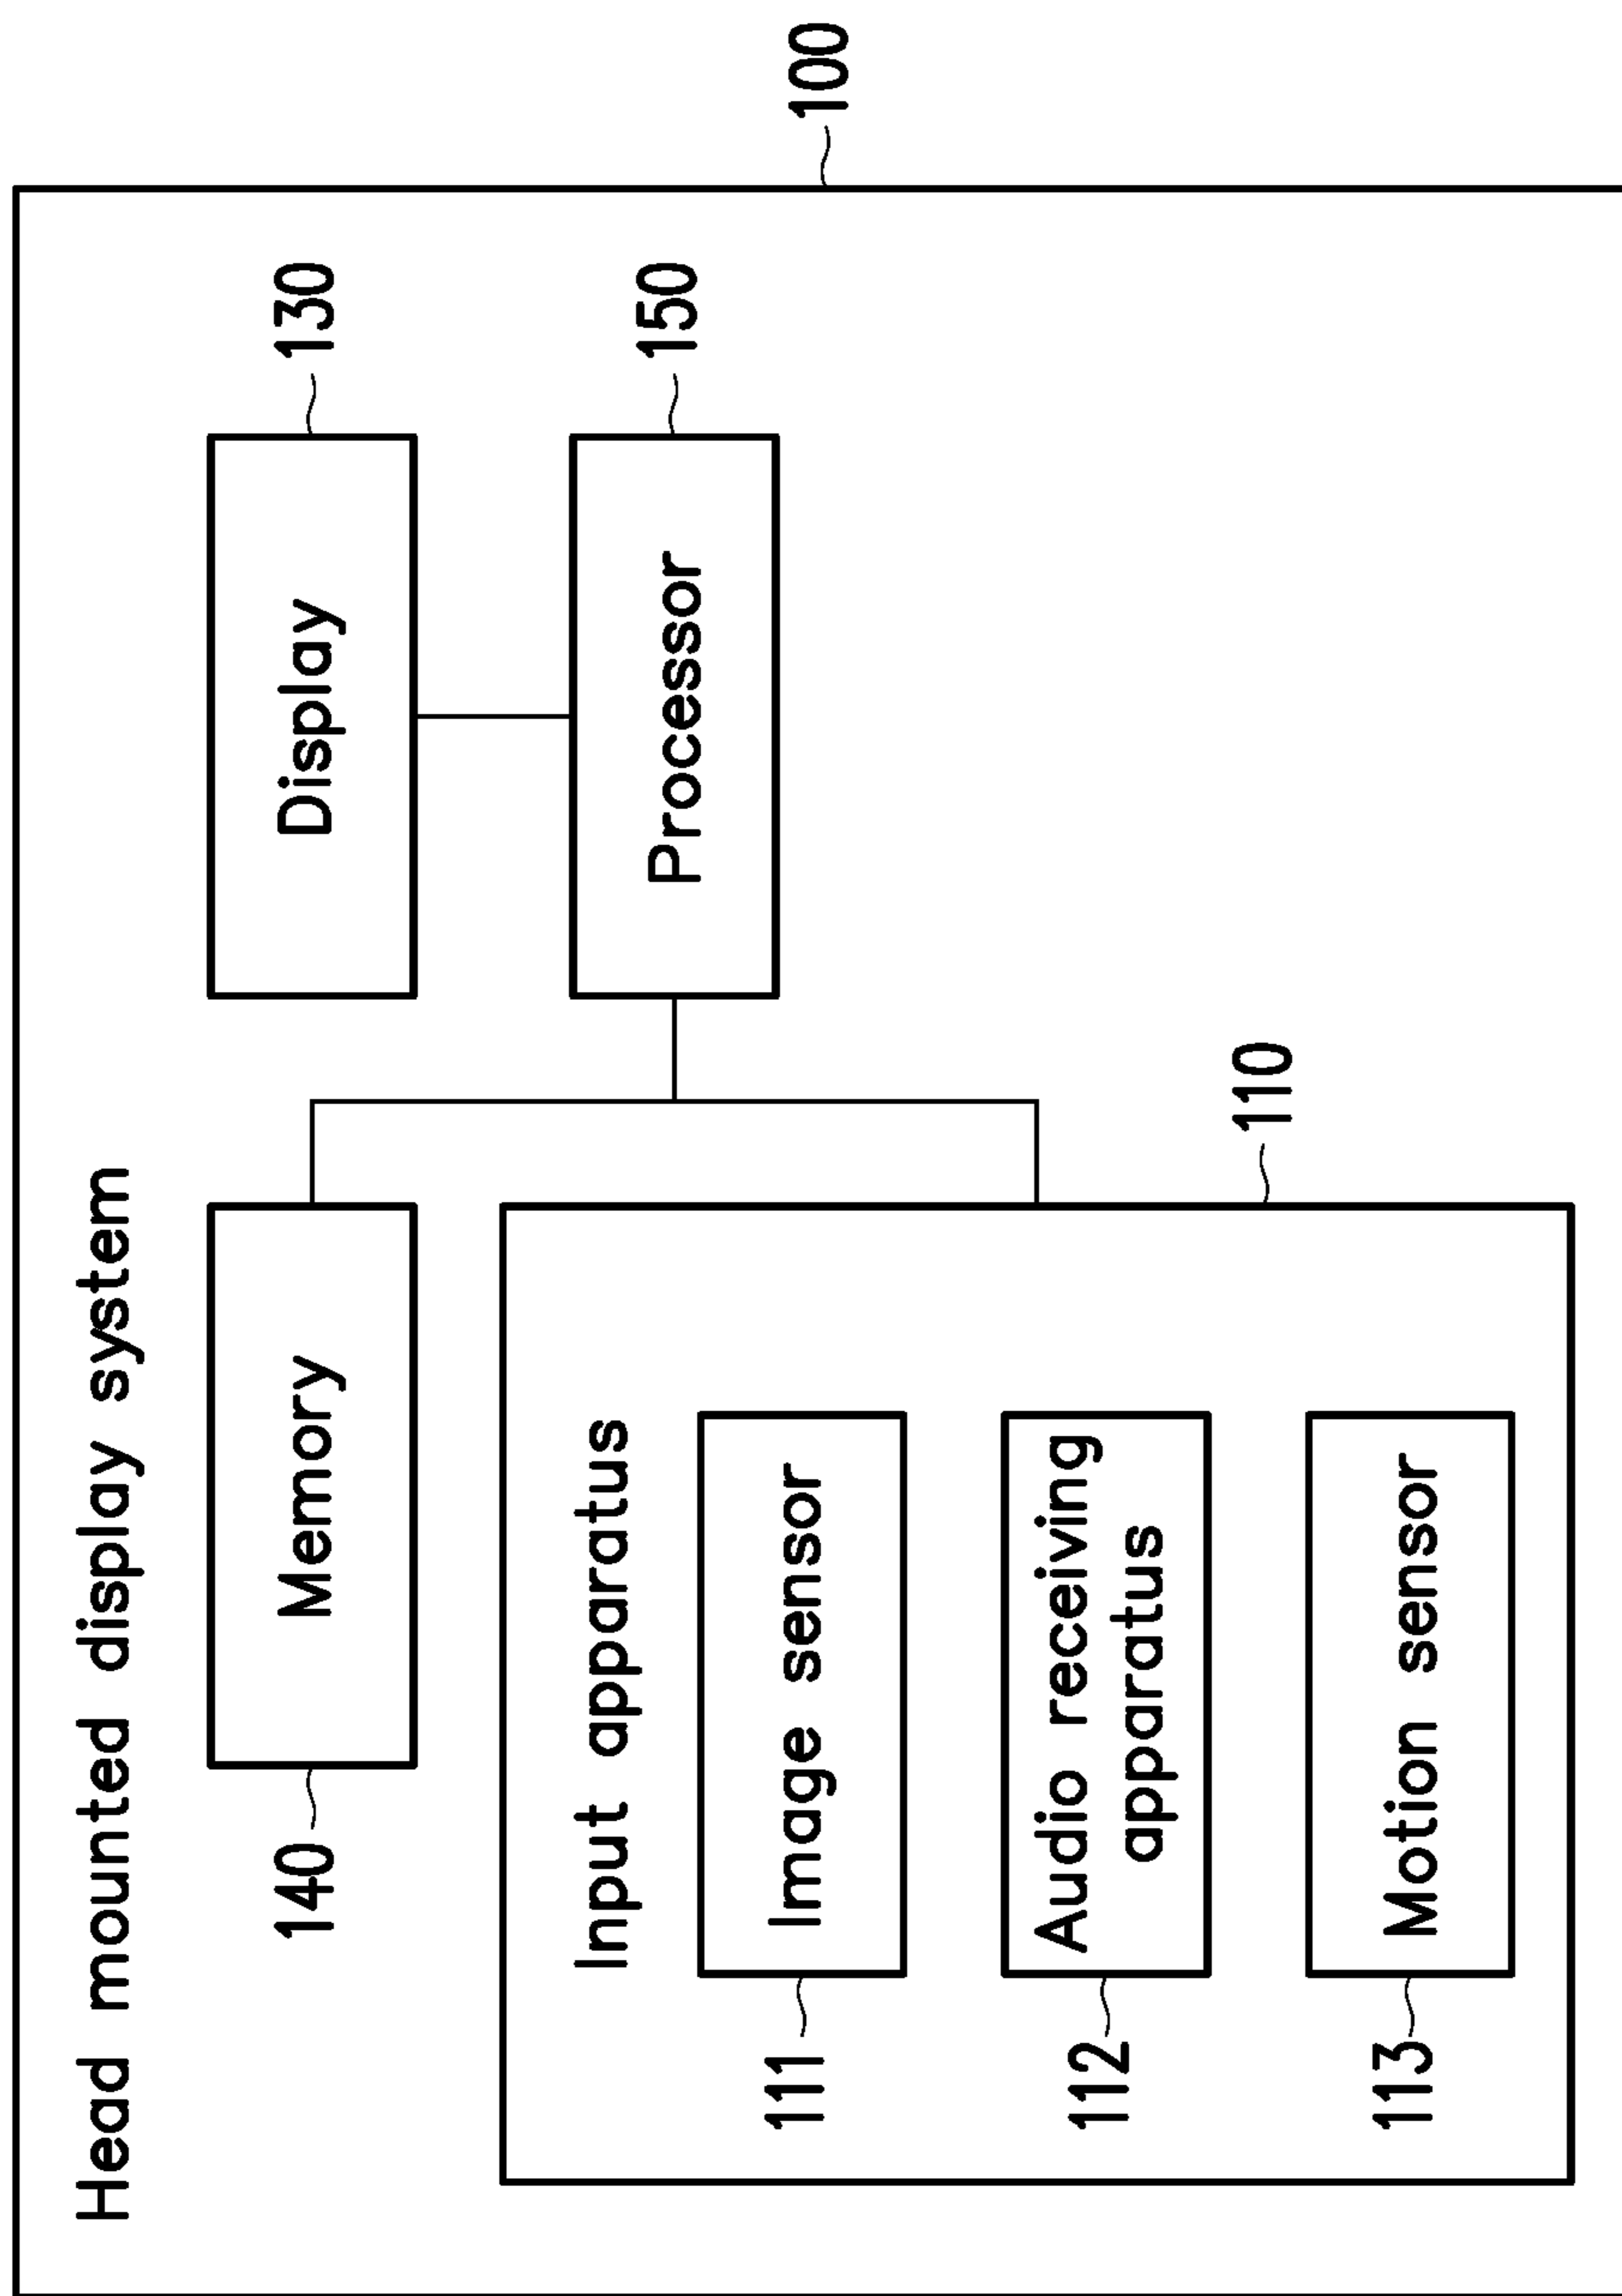 Head mounted display system
140
Memory
Display
130
Input apparatus
110
111
Image sensor
112
Audio receiving
apparatus
113
Motion sensor
Processor
150
100